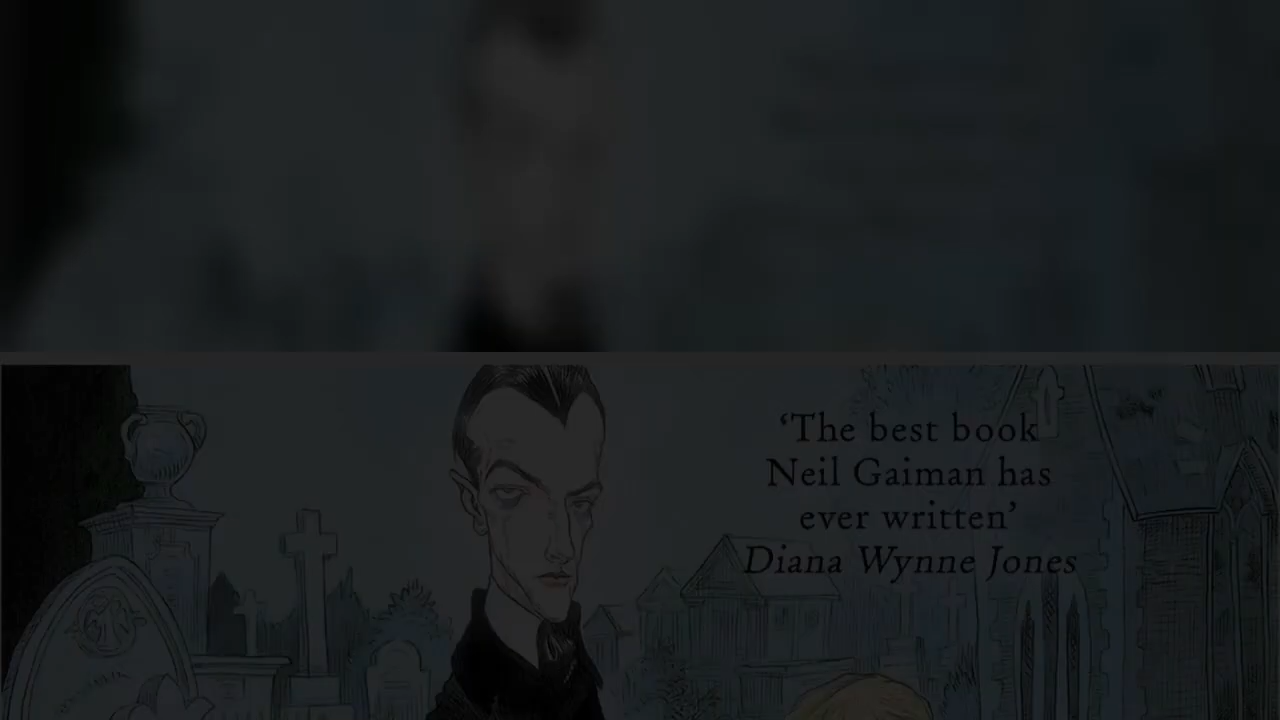 ‘The best book
Neil Gaiman has
ever written’
Diana Wynne Jones